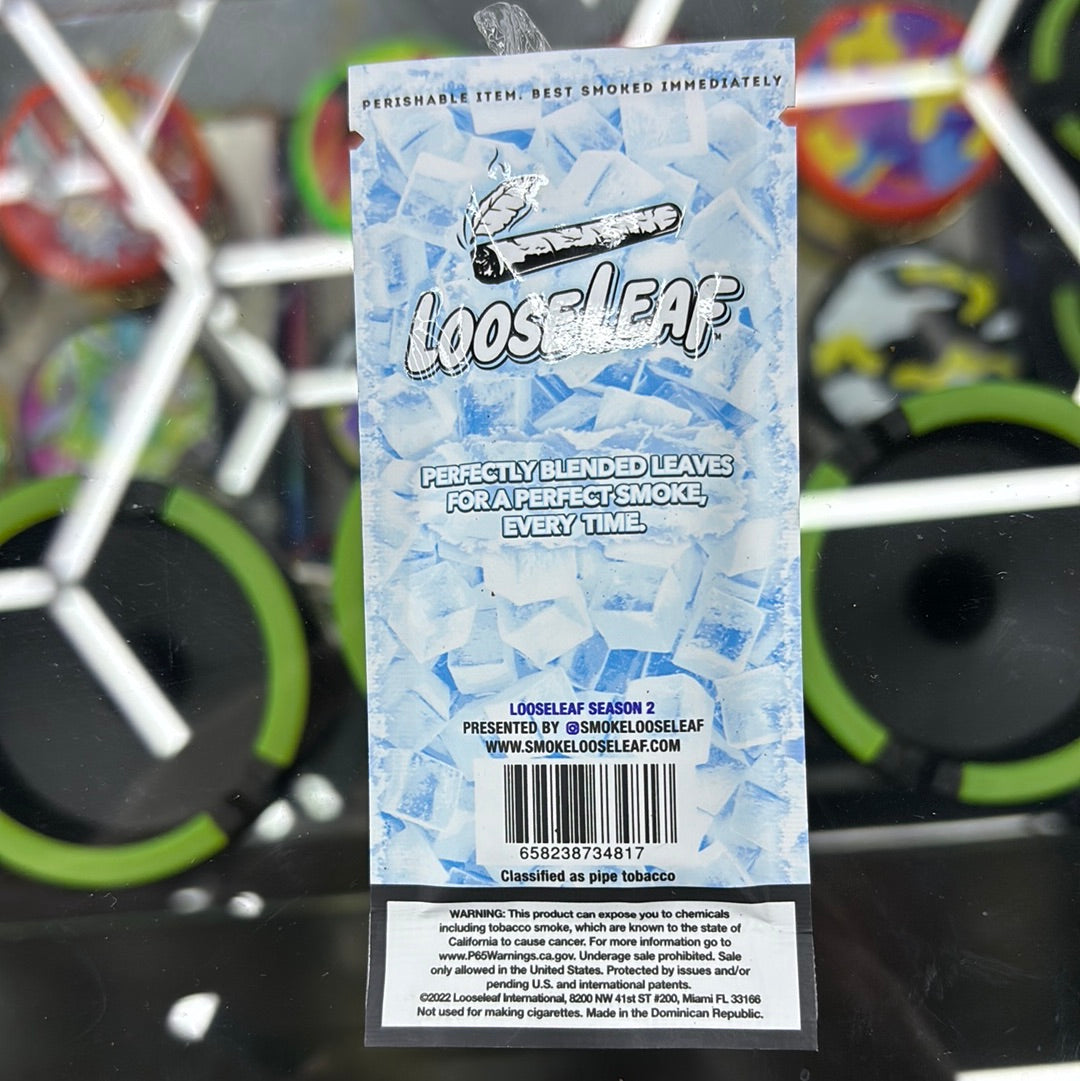 PERISHABLE ITEM. BEST SMOKED IMMEDIATELY
LOOSELEAF™
PERFECTLY BLENDED LEAVES
FOR A PERFECT SMOKE,
EVERY TIME.
LOOSELEAF SEASON 2
PRESENTED BY @SMOKELOOSELEAF
WWW.SMOKELOOSELEAF.COM
658238734817
Classified as pipe tobacco
WARNING: This product can expose you to chemicals
including tobacco smoke, which are known to the state of
California to cause cancer. For more information go to
www.P65Warnings.ca.gov. Underage sale prohibited. Sale
only allowed in the United States. Protected by issues and/or
pending U.S. and international patents.
©2022 Looseleaf International, 8200 NW 41st ST #200, Miami FL 33166
Not used for making cigarettes. Made in the Dominican Republic.